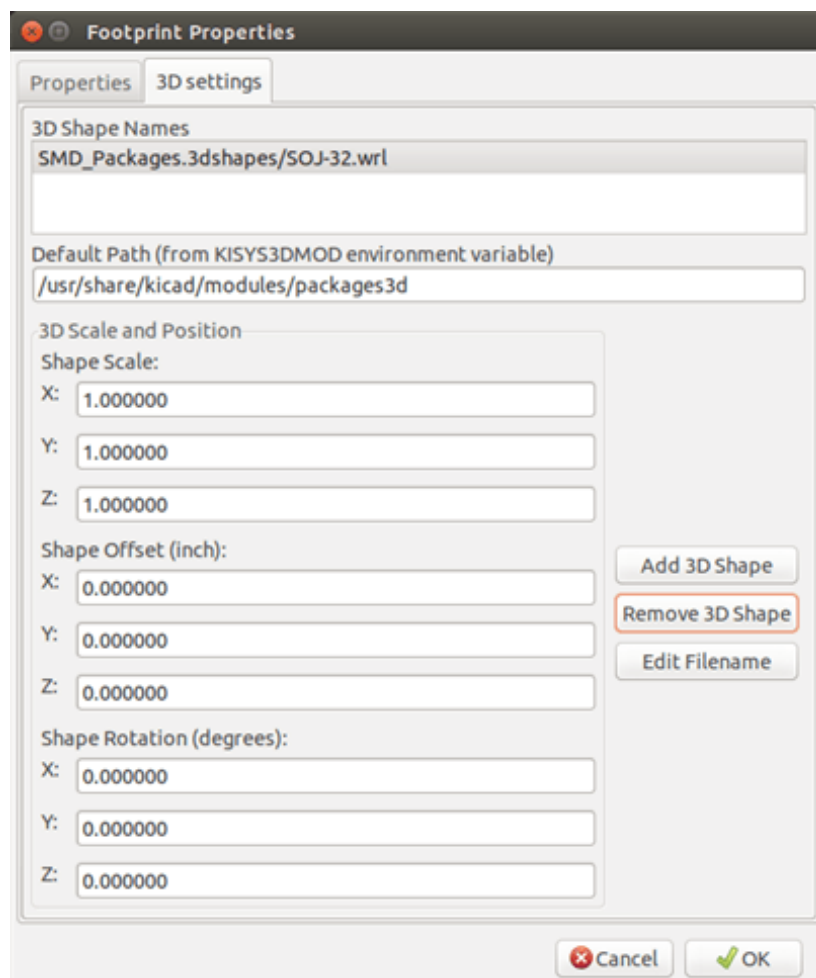 Footprint Properties
Properties
3D settings
3D Shape Names
SMD_Packages.3dshapes/SOJ-32.wrl
Default Path (from KISYS3DMOD environment variable)
/usr/share/kicad/modules/packages3d
3D Scale and Position
Shape Scale:
X: 1.000000
Y: 1.000000
Z: 1.000000
Shape Offset (inch):
X: 0.000000
Y: 0.000000
Z: 0.000000
Shape Rotation (degrees):
X: 0.000000
Y: 0.000000
Z: 0.000000
Add 3D Shape
Remove 3D Shape
Edit Filename
Cancel
OK